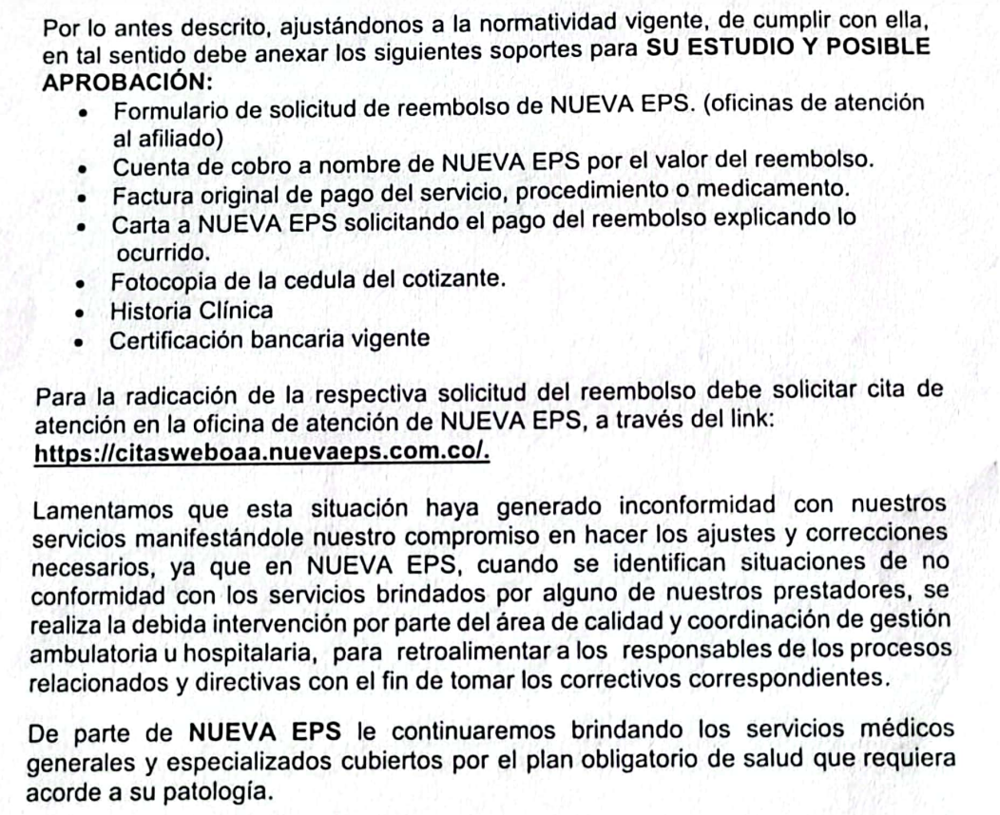 Por lo antes descrito, ajustándonos a la normatividad vigente, de cumplir con ella,
en tal sentido debe anexar los siguientes soportes para SU ESTUDIO Y POSIBLE
APROBACIÓN:
• Formulario de solicitud de reembolso de NUEVA EPS. (oficinas de atención
al afiliado)
• Cuenta de cobro a nombre de NUEVA EPS por el valor del reembolso.
• Factura original de pago del servicio, procedimiento o medicamento.
• Carta a NUEVA EPS solicitando el pago del reembolso explicando lo
ocurrido.
• Fotocopia de la cedula del cotizante.
• Historia Clínica
• Certificación bancaria vigente
Para la radicación de la respectiva solicitud del reembolso debe solicitar cita de
atención en la oficina de atención de NUEVA EPS, a través del link:
https://citasweboaa.nuevaeps.com.co/.
Lamentamos que esta situación haya generado inconformidad con nuestros
servicios manifestándole nuestro compromiso en hacer los ajustes y correcciones
necesarios, ya que en NUEVA EPS, cuando se identifican situaciones de no
conformidad con los servicios brindados por alguno de nuestros prestadores, se
realiza la debida intervención por parte del área de calidad y coordinación de gestión
ambulatoria u hospitalaria, para retroalimentar a los responsables de los procesos
relacionados y directivas con el fin de tomar los correctivos correspondientes.
De parte de NUEVA EPS le continuaremos brindando los servicios médicos
generales y especializados cubiertos por el plan obligatorio de salud que requiera
acorde a su patología.